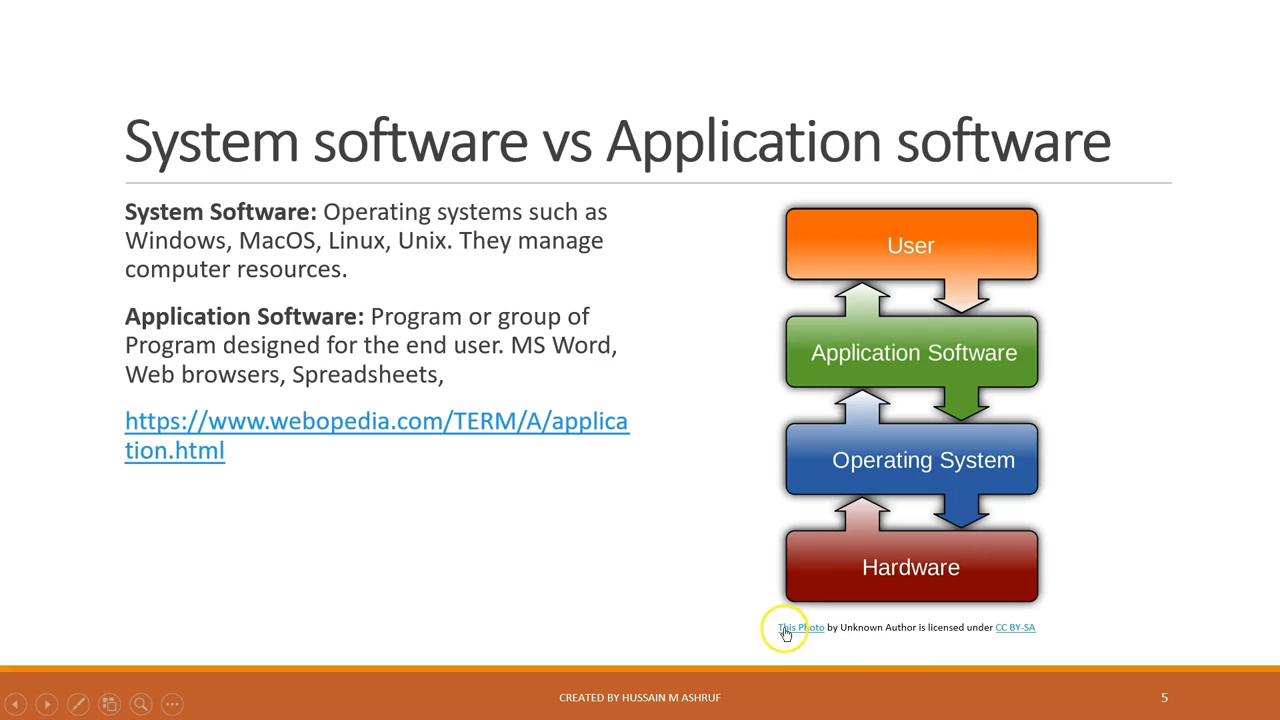 System software vs Application software
System Software: Operating systems such as
Windows, MacOS, Linux, Unix. They manage
computer resources.
Application Software: Program or group of
Program designed for the end user. MS Word,
Web browsers, Spreadsheets,
https://www.webopedia.com/TERM/A/applica
tion.html
User
Application Software
Operating System
Hardware
This Photo by Unknown Author is licensed under CC BY-SA
CREATED BY HUSSAIN M ASHRUF
5